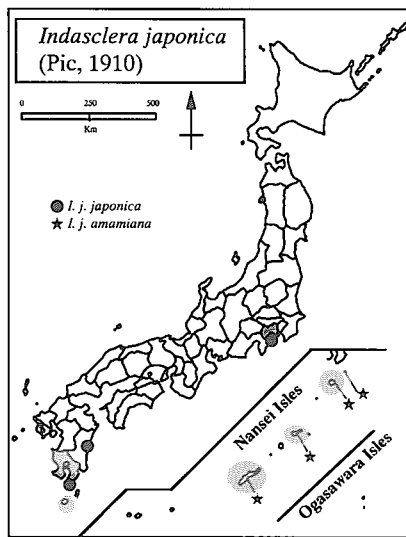 Indasclera japonica
(Pic, 1910)
0 250 500
Km
I. j. japonica
I. j. amamiana
Nansei Isles
Ogasawara Isles